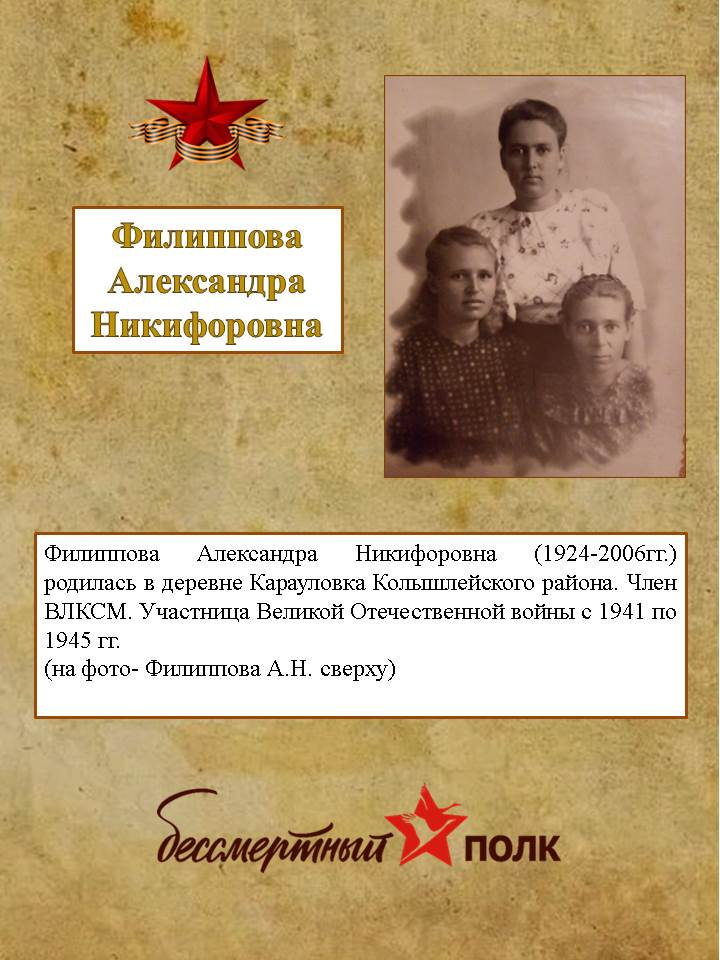 Филиппова
Александра
Никифоровна
Филиппова Александра Никифоровна (1924-2006гг.)
родилась в деревне Карауловка Колышлейского района. Член
ВЛКСМ. Участница Великой Отечественной войны с 1941 по
1945 гг.
(на фото- Филиппова А.Н. сверху)
бессмертный полк